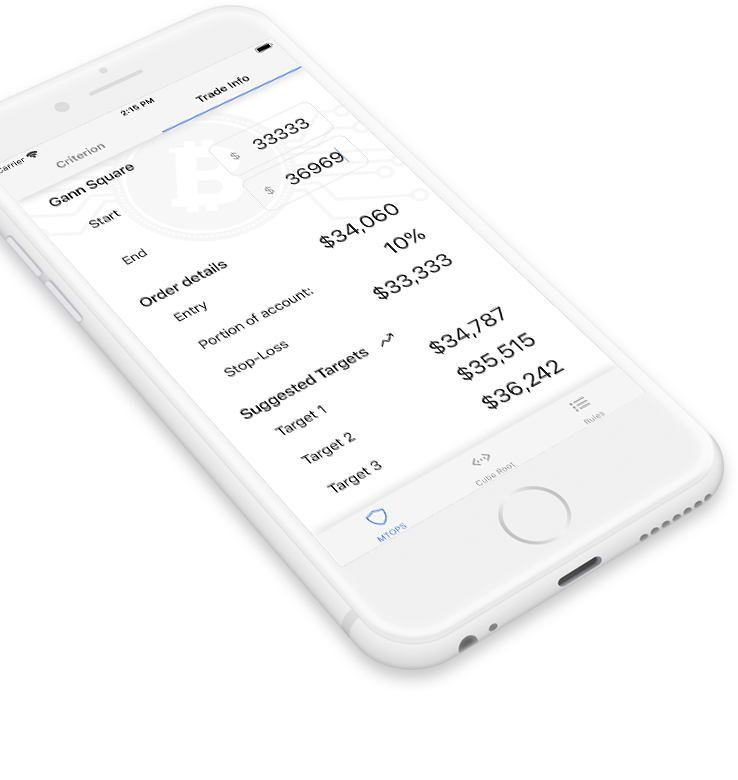 Carrier 2:15 PM
Criterion Trade Info
Gann Square
Start $ 33333
End $ 36969
Order details
Entry $34,060
Portion of account: 10%
Stop-Loss $33,333
Suggested Targets
Target 1 $34,787
Target 2 $35,515
Target 3 $36,242
MTOPS Cube Root Rules